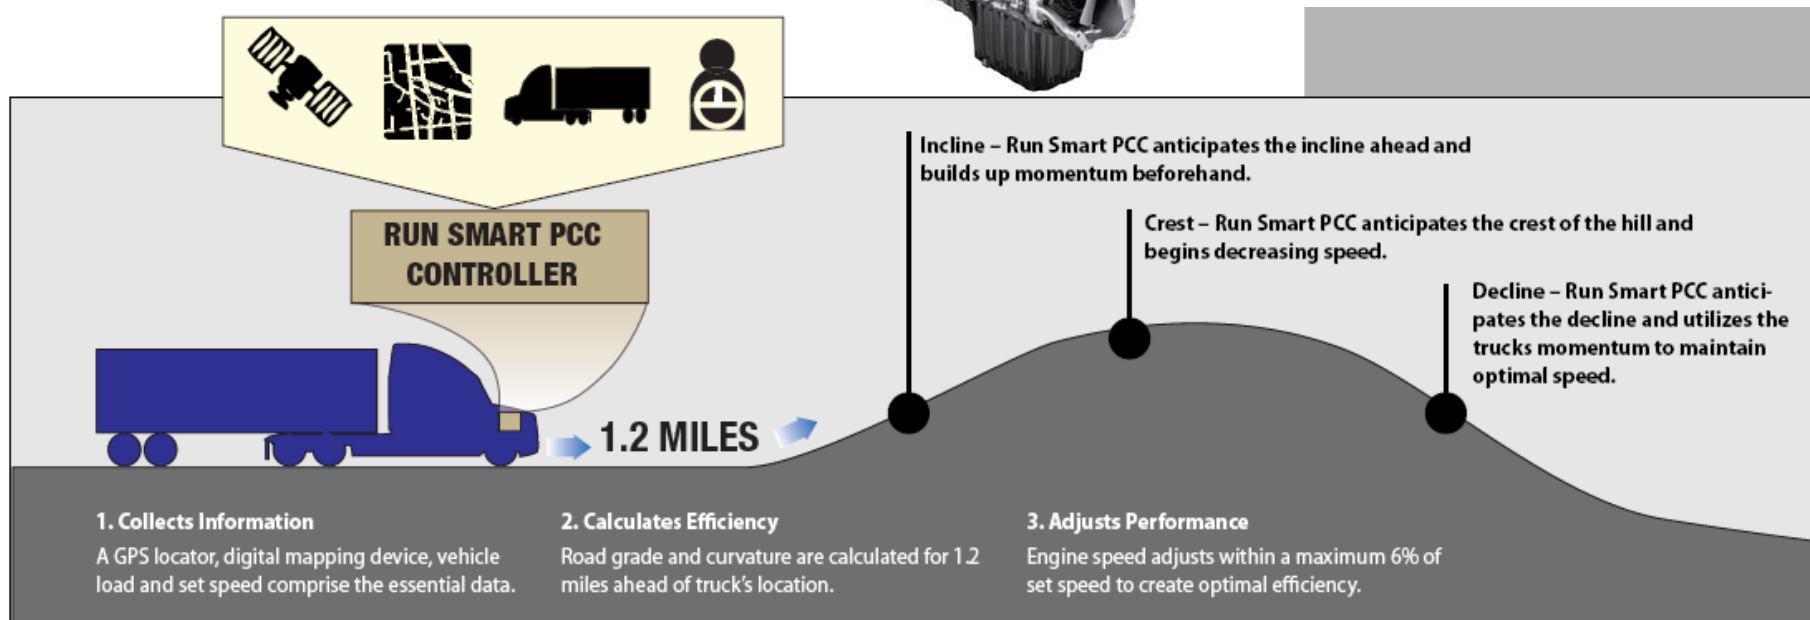 Incline – Run Smart PCC anticipates the incline ahead and
builds up momentum beforehand.
Crest – Run Smart PCC anticipates the crest of the hill and
begins decreasing speed.
Decline – Run Smart PCC antici-
pates the decline and utilizes the
trucks momentum to maintain
optimal speed.
RUN SMART PCC
CONTROLLER
1.2 MILES
1. Collects Information
A GPS locator, digital mapping device, vehicle
load and set speed comprise the essential data.
2. Calculates Efficiency
Road grade and curvature are calculated for 1.2
miles ahead of truck's location.
3. Adjusts Performance
Engine speed adjusts within a maximum 6% of
set speed to create optimal efficiency.